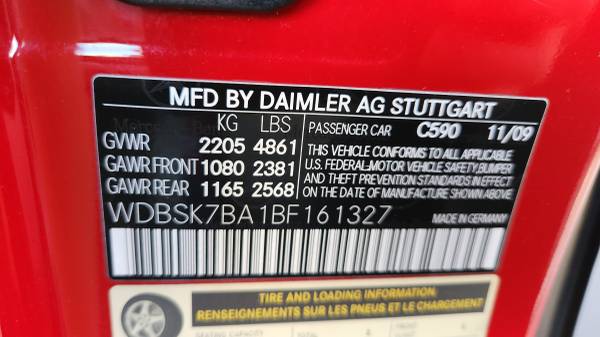 MFD BY DAIMLER AG STUTTGART
KG LBS
GVWR 2205 4861
GAWR FRONT 1080 2381
GAWR REAR 1165 2568
PASSENGER CAR C590 11/09
THIS VEHICLE CONFORMS TO ALL APPLICABLE
U.S. FEDERAL-MOTOR VEHICLE SAFETY, BUMPER
AND THEFT PREVENTION STANDARDS IN EFFECT
ON THE DATE OF MANUFACTURE SHOWN ABOVE
WDBSK7BA1BF161327 MADE IN GERMANY
TIRE AND LOADING INFORMATION
RENSEIGNEMENTS SUR LES PNEUS ET LE CHARGEMENT
SEATING CAPACITY TOTAL